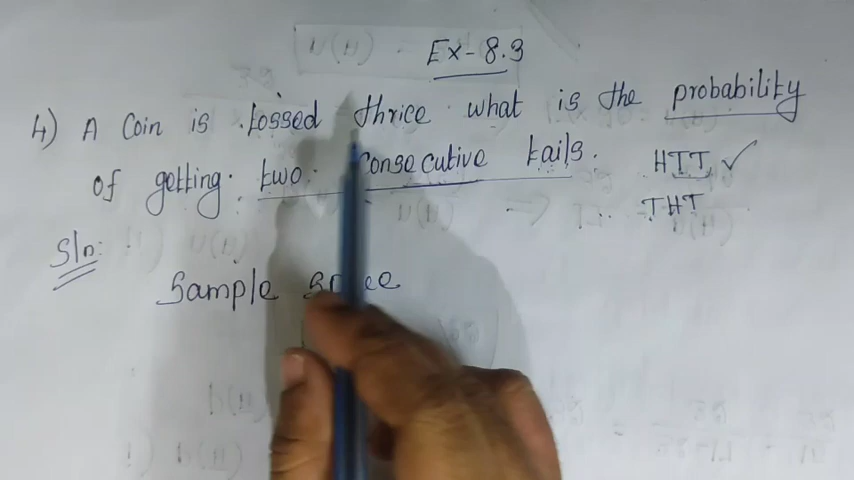 Ex-8.3
4) A Coin is tossed thrice what is the probability
of getting two consecutive tails.
HTT ✓
THT
Sln:
Sample